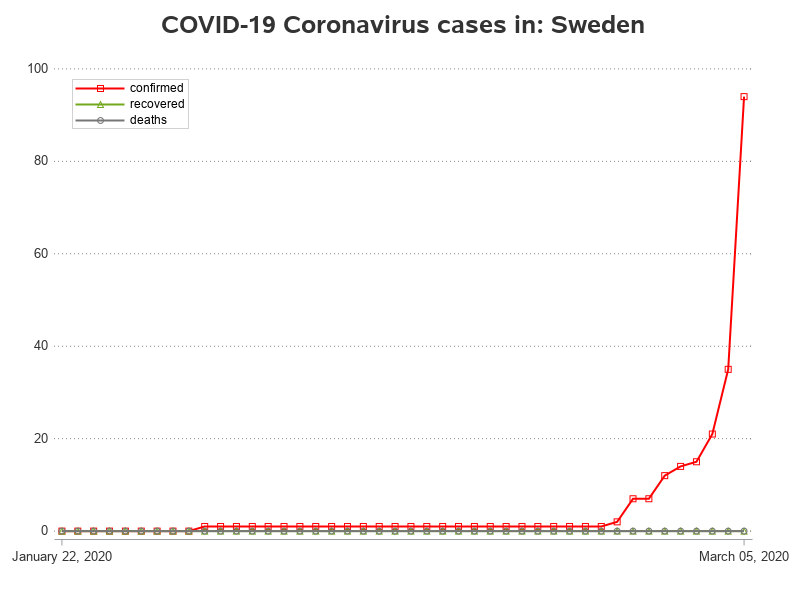 COVID-19 Coronavirus cases in: Sweden
100
confirmed
recovered
deaths
80
60
40
20
0
January 22, 2020
March 05, 2020